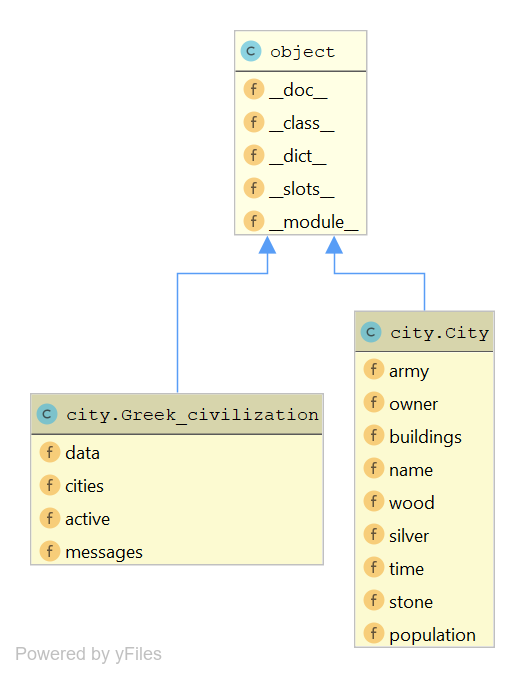 C object
f __doc__
f __class__
f __dict__
f __slots__
f __module__
C city.City
f army
f owner
f buildings
f name
f wood
f silver
f time
f stone
f population
C city.Greek_civilization
f data
f cities
f active
f messages
Powered by yFiles